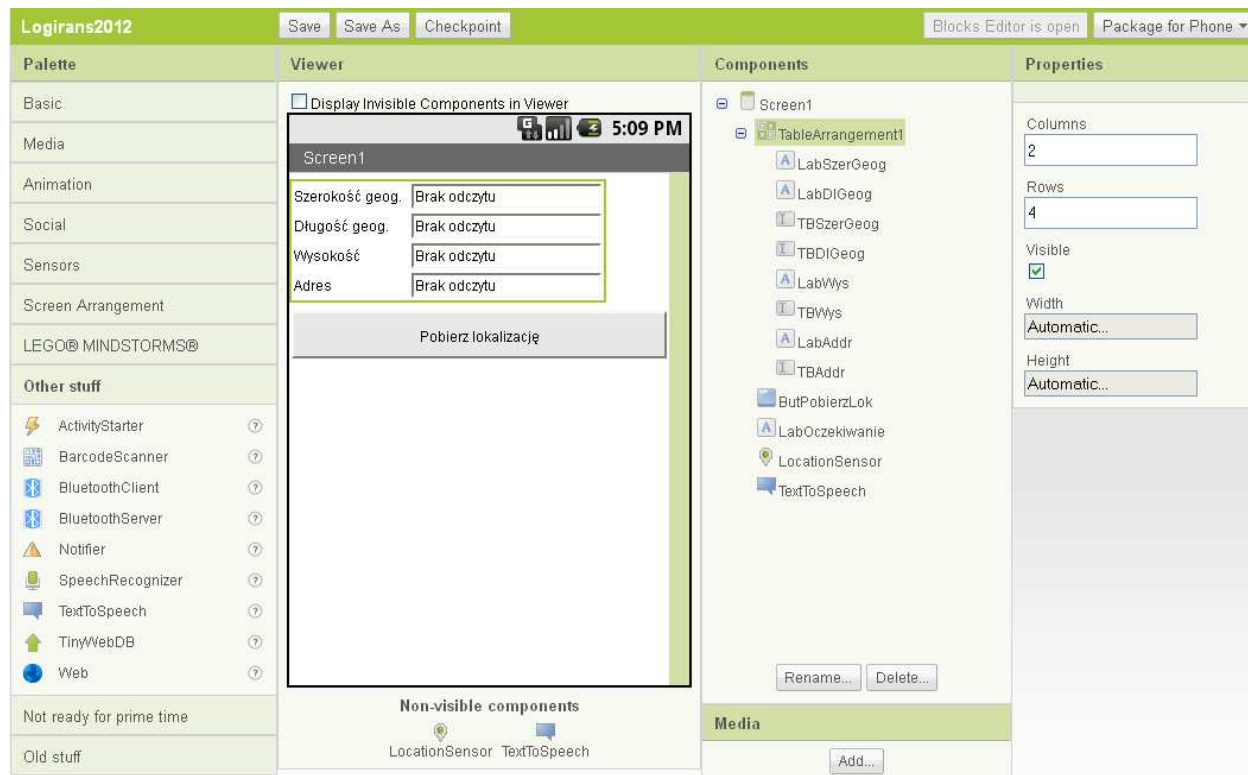 Logirans2012
Save
Save As
Checkpoint
Blocks Editor is open
Package for Phone
Palette
Basic
Media
Animation
Social
Sensors
Screen Arrangement
LEGO® MINDSTORMS®
Other stuff
ActivityStarter ?
BarcodeScanner ?
BluetoothClient ?
BluetoothServer ?
Notifier ?
SpeechRecognizer ?
TextToSpeech ?
TinyWebDB ?
Web ?
Not ready for prime time
Old stuff
Viewer
Display Invisible Components in Viewer
5:09 PM
Screen1
Szerokość geog. Brak odczytu
Długość geog. Brak odczytu
Wysokość Brak odczytu
Adres Brak odczytu
Pobierz lokalizację
Non-visible components
LocationSensor TextToSpeech
Components
Screen1
TableArrangement1
LabSzerGeog
LabDlGeog
TBSzerGeog
TBDlGeog
LabWys
TBWys
LabAddr
TBAddr
ButPobierzLok
LabOczekiwanie
LocationSensor
TextToSpeech
Rename...
Delete...
Media
Add...
Properties
Columns
2
Rows
4
Visible
Width
Automatic...
Height
Automatic...